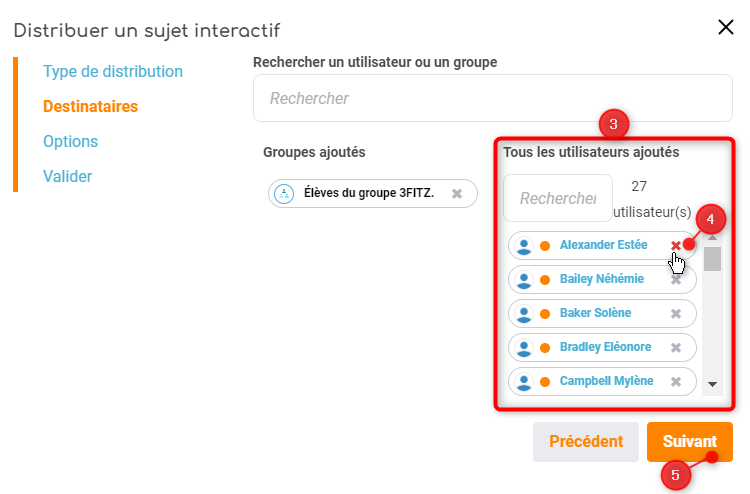 Distribuer un sujet interactif
Type de distribution
Destinataires
Options
Valider
Rechercher un utilisateur ou un groupe
Rechercher
3
Groupes ajoutés
Élèves du groupe 3FITZ.
Tous les utilisateurs ajoutés
Rechercher
27
utilisateur(s)
4
Alexander Estée
Bailey Néhémie
Baker Solène
Bradley Eléonore
Campbell Mylène
Précédent
Suivant
5